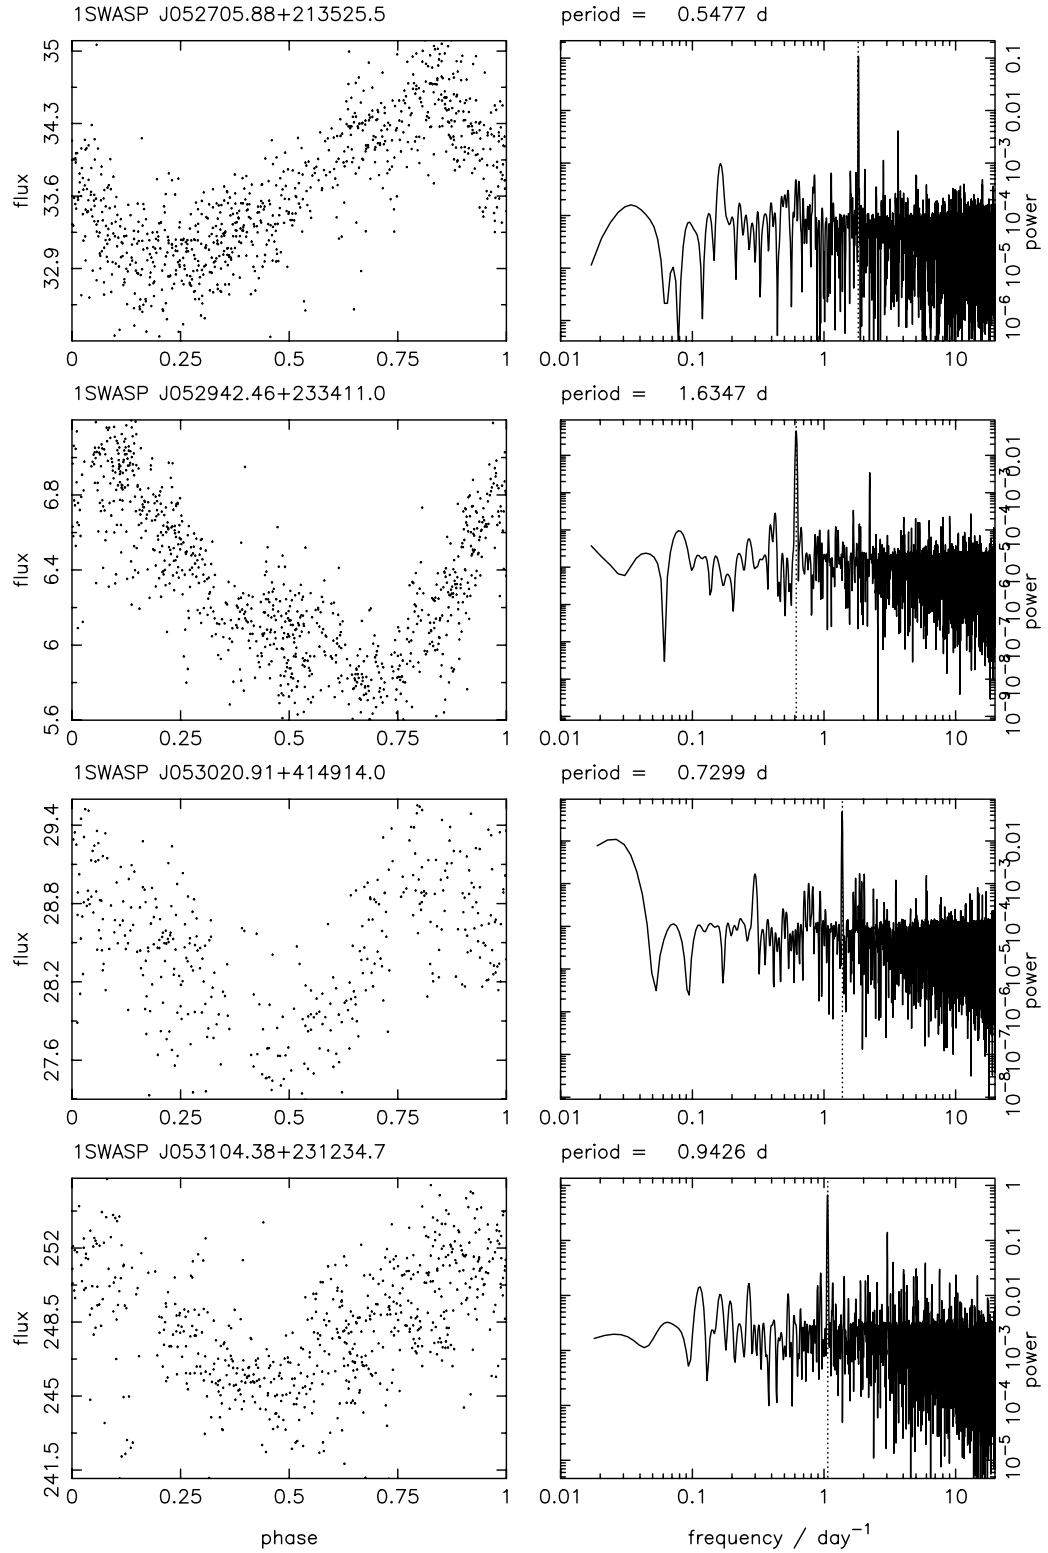 1SWASP J052705.88+213525.5
period = 0.5477 d
flux
35
34.3
33.6
32.9
0 0.25 0.5 0.75 1
0.1
0.01
10⁻³
10⁻⁴
10⁻⁵
10⁻⁶
power
0.01 0.1 1 10
1SWASP J052942.46+233411.0
period = 1.6347 d
flux
6.8
6.4
6
5.6
0 0.25 0.5 0.75 1
0.01
10⁻³
10⁻⁴
10⁻⁵
10⁻⁶
10⁻⁷
10⁻⁸
10⁻⁹
power
0.01 0.1 1 10
1SWASP J053020.91+414914.0
period = 0.7299 d
flux
29.4
28.8
28.2
27.6
0 0.25 0.5 0.75 1
0.01
10⁻³
10⁻⁴
10⁻⁵
10⁻⁶
10⁻⁷
10⁻⁸
power
0.01 0.1 1 10
1SWASP J053104.38+231234.7
period = 0.9426 d
flux
252
248.5
245
241.5
0 0.25 0.5 0.75 1
phase
1
0.1
0.01
10⁻³
10⁻⁴
10⁻⁵
power
0.01 0.1 1 10
frequency / day⁻¹